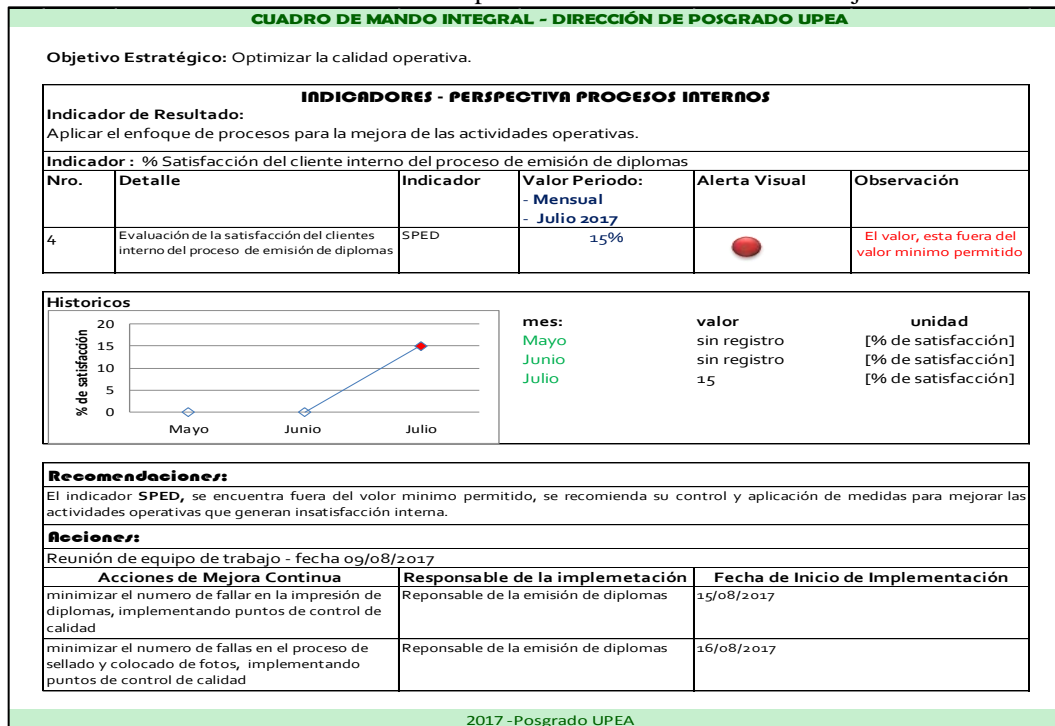 CUADRO DE MANDO INTEGRAL - DIRECCIÓN DE POSGRADO UPEA
Objetivo Estratégico: Optimizar la calidad operativa.
INDICADORES - PERSPECTIVA PROCESOS INTERNOS
Indicador de Resultado:
Aplicar el enfoque de procesos para la mejora de las actividades operativas.
Indicador : % Satisfacción del cliente interno del proceso de emisión de diplomas
Nro. Detalle Indicador Valor Periodo: Alerta Visual Observación
- Mensual
- Julio 2017
4 Evaluación de la satisfacción del clientes SPED 15% El valor, esta fuera del
interno del proceso de emisión de diplomas valor minimo permitido
Historicos
% de satisfacción
20
15
10
5
0
Mayo Junio Julio
mes: valor unidad
Mayo sin registro [% de satisfacción]
Junio sin registro [% de satisfacción]
Julio 15 [% de satisfacción]
Recomendaciones:
El indicador SPED, se encuentra fuera del volor minimo permitido, se recomienda su control y aplicación de medidas para mejorar las
actividades operativas que generan insatisfacción interna.
Acciones:
Reunión de equipo de trabajo - fecha 09/08/2017
Acciones de Mejora Continua Responsable de la implemetación Fecha de Inicio de Implementación
minimizar el numero de fallar en la impresión de Reponsable de la emisión de diplomas 15/08/2017
diplomas, implementando puntos de control de
calidad
minimizar el numero de fallas en el proceso de Reponsable de la emisión de diplomas 16/08/2017
sellado y colocado de fotos, implementando
puntos de control de calidad
2017 -Posgrado UPEA